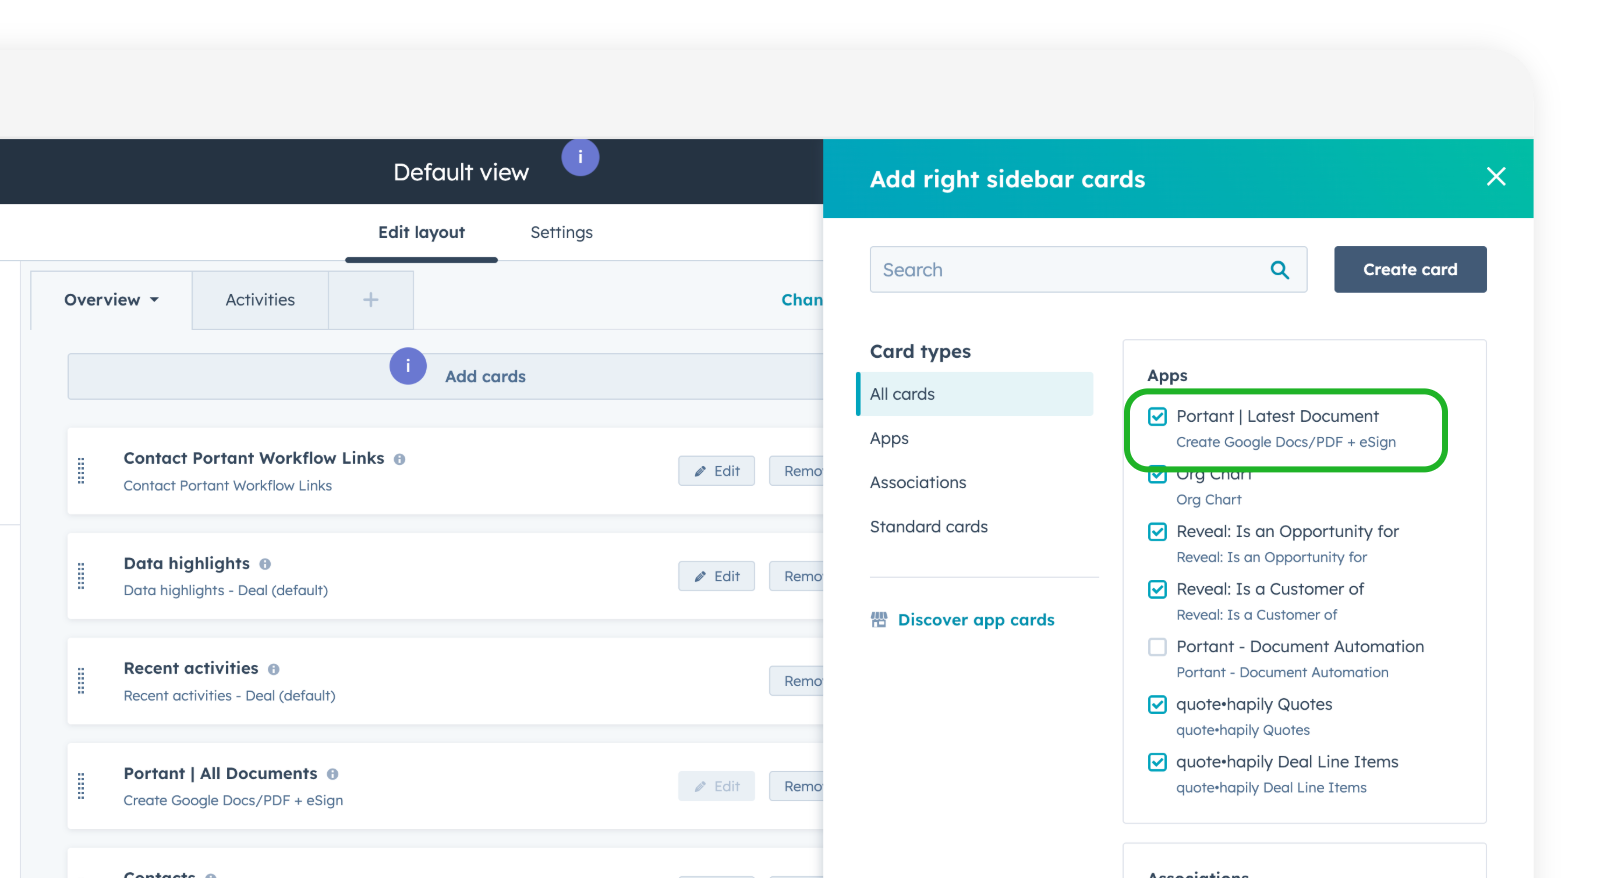 Default view
i
Add right sidebar cards
Edit layout
Settings
Search
Create card
Overview
Activities
+
Chan
i
Add cards
Card types
All cards
Apps
Associations
Standard cards
Discover app cards
Contact Portant Workflow Links
Contact Portant Workflow Links
Edit
Remo
Data highlights
Data highlights - Deal (default)
Edit
Remo
Recent activities
Recent activities - Deal (default)
Remo
Portant | All Documents
Create Google Docs/PDF + eSign
Edit
Remo
Contacts
Apps
Portant | Latest Document
Create Google Docs/PDF + eSign
Org Chart
Org Chart
Reveal: Is an Opportunity for
Reveal: Is an Opportunity for
Reveal: Is a Customer of
Reveal: Is a Customer of
Portant - Document Automation
Portant - Document Automation
quote•hapily Quotes
quote•hapily Quotes
quote•hapily Deal Line Items
quote•hapily Deal Line Items
Associations